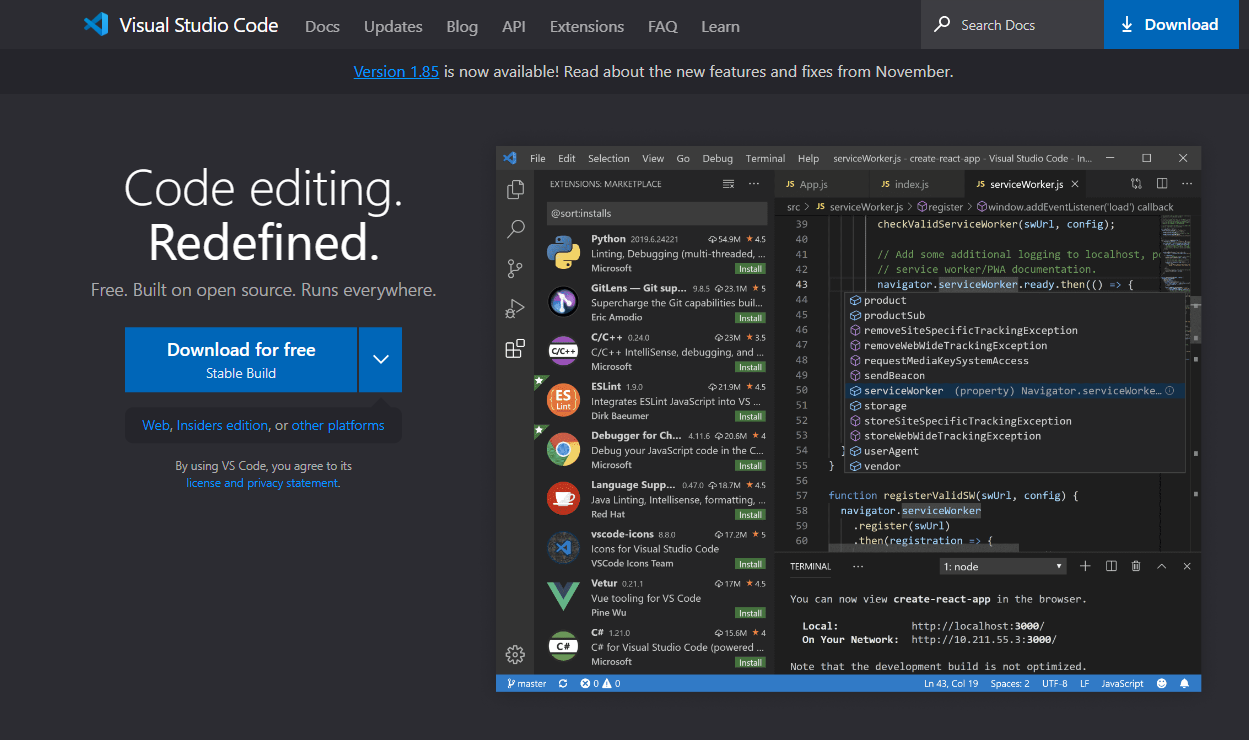 Visual Studio Code Docs Updates Blog API Extensions FAQ Learn Search Docs Download
Version 1.85 is now available! Read about the new features and fixes from November.
Code editing.
Redefined.
Free. Built on open source. Runs everywhere.
Download for free
Stable Build
Web, Insiders edition, or other platforms
By using VS Code, you agree to its
license and privacy statement.
File Edit Selection View Go Debug Terminal Help serviceWorker.js - create-react-app - Visual Studio Code - In...
EXTENSIONS: MARKETPLACE
@sort:installs
Python 2019.6.24221 54.9M ★ 4.5
Linting, Debugging (multi-threaded, ...
Microsoft Install
GitLens — Git sup... 9.8.5 23.1M ★ 5
Supercharge the Git capabilities buil...
Eric Amodio Install
C/C++
C/C++ 0.24.0 23M ★ 3.5
C/C++ IntelliSense, debugging, and ...
Microsoft Install
ES
Lint
ESLint 1.9.0 21.9M ★ 4.5
Integrates ESLint JavaScript into VS ...
Dirk Baeumer Install
Debugger for Ch... 4.11.6 20.6M ★ 4
Debug your JavaScript code in the C...
Microsoft Install
Language Supp... 0.47.0 18.7M ★ 4.5
Java Linting, Intellisense, formatting, ...
Red Hat Install
vscode-icons 8.8.0 17.2M ★ 5
Icons for Visual Studio Code
VSCode Icons Team Install
Vetur 0.21.1 17M ★ 4.5
Vue tooling for VS Code
Pine Wu Install
C#
C# 1.21.0 15.6M ★ 4
C# for Visual Studio Code (powered ...
Microsoft Install
JS App.js JS index.js JS serviceWorker.js
src > JS serviceWorker.js > register > window.addEventListener('load') callback
39 checkValidServiceWorker(swUrl, config);
40
41 // Add some additional logging to localhost, po
42 // service worker/PWA documentation.
43 navigator.serviceWorker.ready.then(() => {
44 product
45 productSub
46 removeSiteSpecificTrackingException
47 removeWebWideTrackingException
48 requestMediaKeySystemAccess
49 sendBeacon
50 serviceWorker (property) Navigator.serviceWorke...
51 storage
52 storeSiteSpecificTrackingException
53 storeWebWideTrackingException
54 } userAgent
55 } vendor
56
57 function registerValidSW(swUrl, config) {
58 navigator.serviceWorker
59 .register(swUrl)
60 .then(registration => {
TERMINAL ... 1: node
You can now view create-react-app in the browser.
Local: http://localhost:3000/
On Your Network: http://10.211.55.3:3000/
Note that the development build is not optimized.
master 0 0 Ln 43, Col 19 Spaces: 2 UTF-8 LF JavaScript